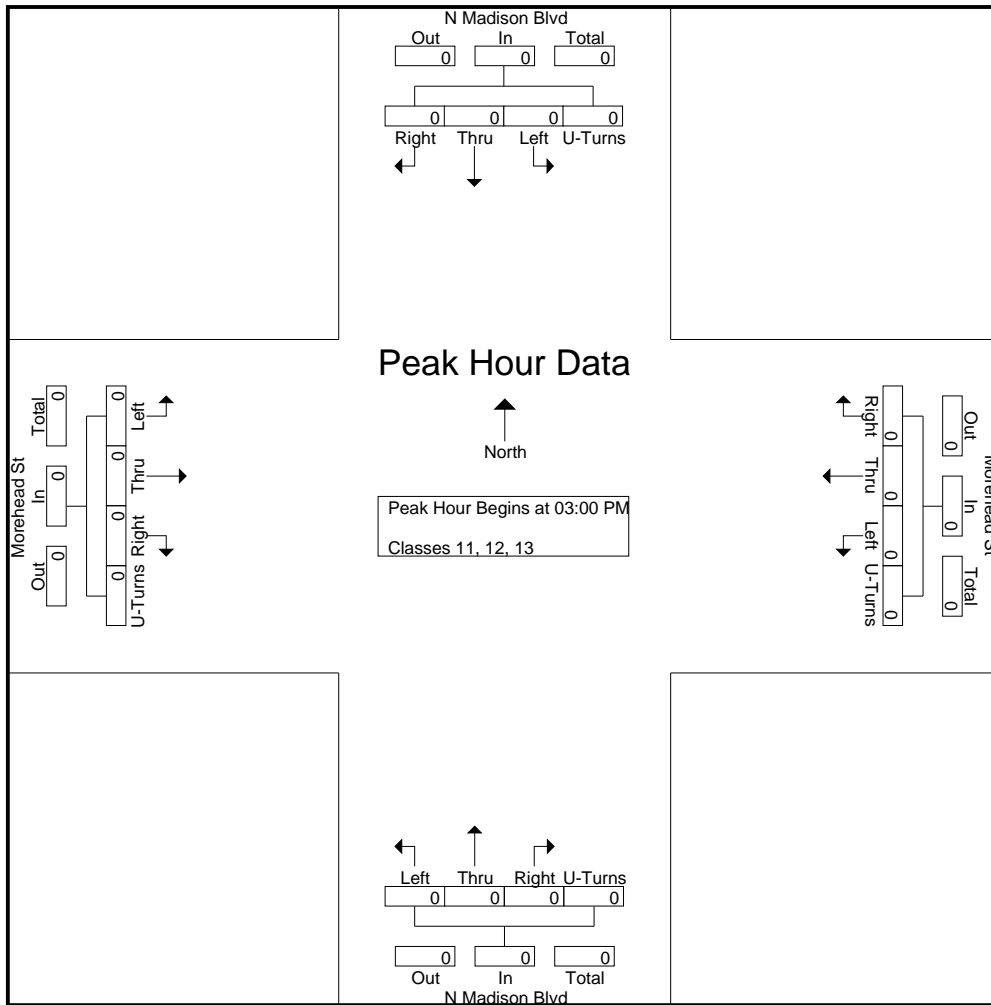 N Madison Blvd
Out In Total
0 0 0
0 0 0 0
Right Thru Left U-Turns
Peak Hour Data
North
Peak Hour Begins at 03:00 PM
Classes 11, 12, 13
Morehead St
Total In Out
0 0 0
0 0 0 0
Left Thru Right U-Turns
Right Thru Left U-Turns
0 0 0 0
0 0 0
Out In Total
Morehead St
Left Thru Right U-Turns
0 0 0 0
0 0 0
Out In Total
N Madison Blvd